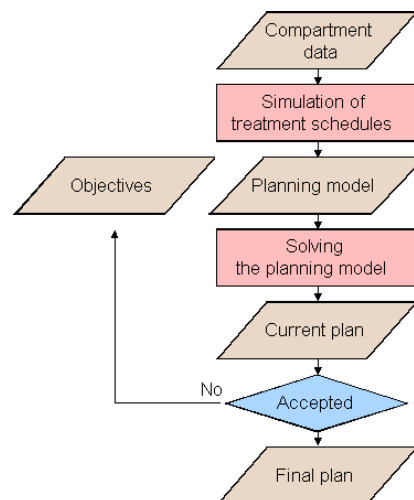 Compartment
data
Simulation of
treatment schedules
Objectives
Planning model
Solving
the planning model
Current plan
No
Accepted
Final plan